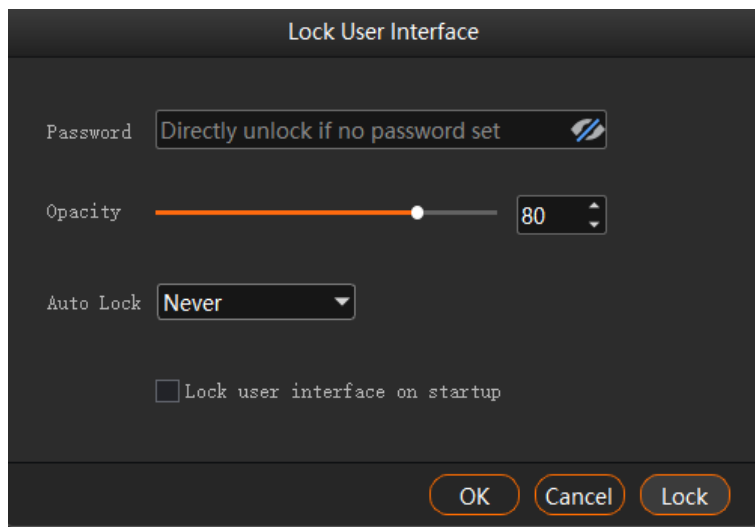 Lock User Interface
Password Directly unlock if no password set
Opacity 80
Auto Lock Never
Lock user interface on startup
OK Cancel Lock